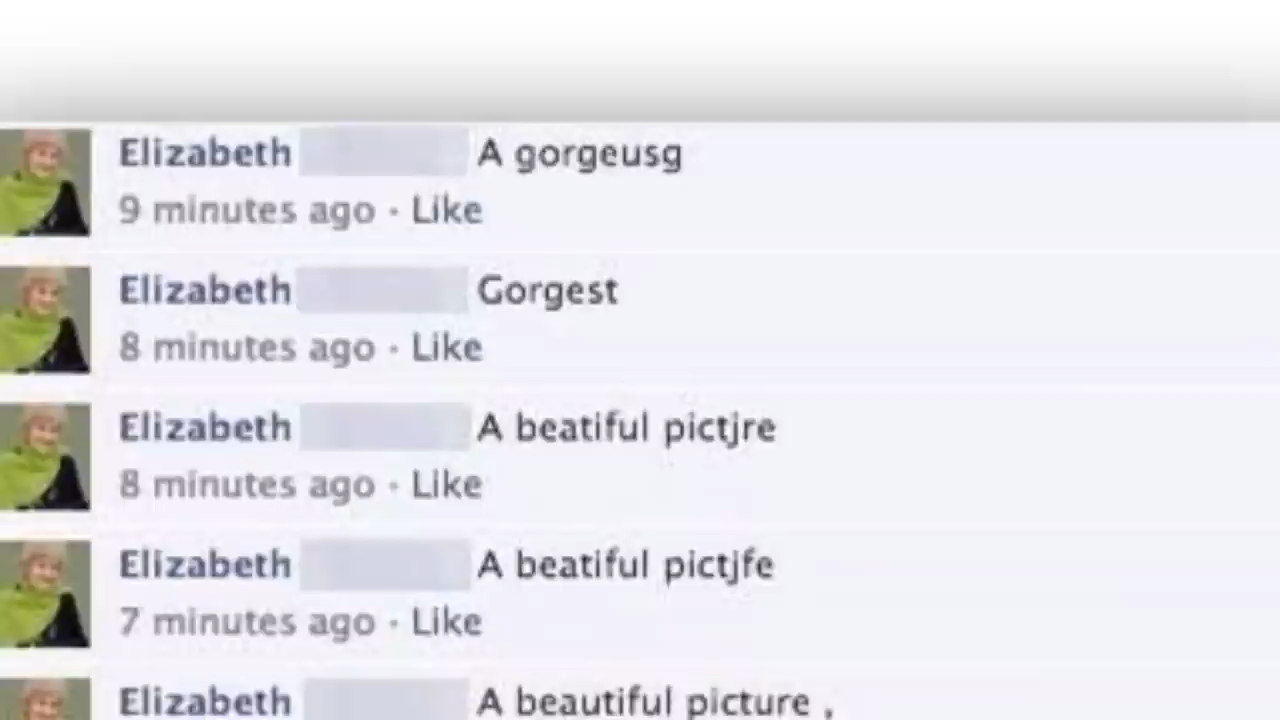 Elizabeth A gorgeusg
9 minutes ago · Like
Elizabeth Gorgest
8 minutes ago · Like
Elizabeth A beatiful pictjre
8 minutes ago · Like
Elizabeth A beatiful pictjfe
7 minutes ago · Like
Elizabeth A beautiful picture ,